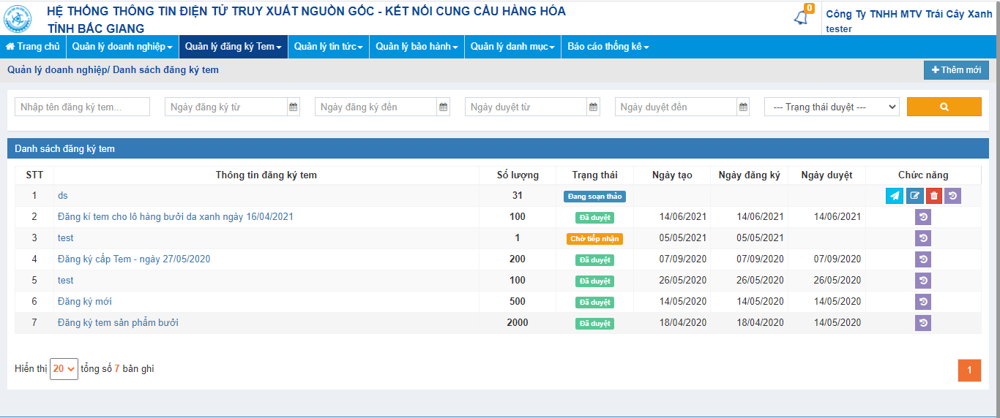 HỆ THỐNG THÔNG TIN ĐIỆN TỬ TRUY XUẤT NGUỒN GỐC - KẾT NỐI CUNG CẦU HÀNG HÓA
TỈNH BẮC GIANG
0
Công Ty TNHH MTV Trái Cây Xanh
tester
Trang chủ Quản lý doanh nghiệp Quản lý đăng ký Tem Quản lý tin tức Quản lý bảo hành Quản lý danh mục Báo cáo thống kê
Quản lý doanh nghiệp/ Danh sách đăng ký tem
Thêm mới
Nhập tên đăng ký tem... Ngày đăng ký từ Ngày đăng ký đến Ngày duyệt từ Ngày duyệt đến --- Trạng thái duyệt ---
Danh sách đăng ký tem
STT Thông tin đăng ký tem Số lượng Trạng thái Ngày tạo Ngày đăng ký Ngày duyệt Chức năng
1 ds 31 Đang soạn thảo
2 Đăng kí tem cho lô hàng bưởi da xanh ngày 16/04/2021 100 Đã duyệt 14/06/2021 14/06/2021 14/06/2021
3 test 1 Chờ tiếp nhận 05/05/2021 05/05/2021
4 Đăng ký cấp Tem - ngày 27/05/2020 200 Đã duyệt 07/09/2020 07/09/2020 07/09/2020
5 test 100 Đã duyệt 26/05/2020 26/05/2020 26/05/2020
6 Đăng ký mới 500 Đã duyệt 14/05/2020 14/05/2020 14/05/2020
7 Đăng ký tem sản phẩm bưởi 2000 Đã duyệt 18/04/2020 18/04/2020 14/05/2020
Hiển thị 20 tổng số 7 bản ghi
1